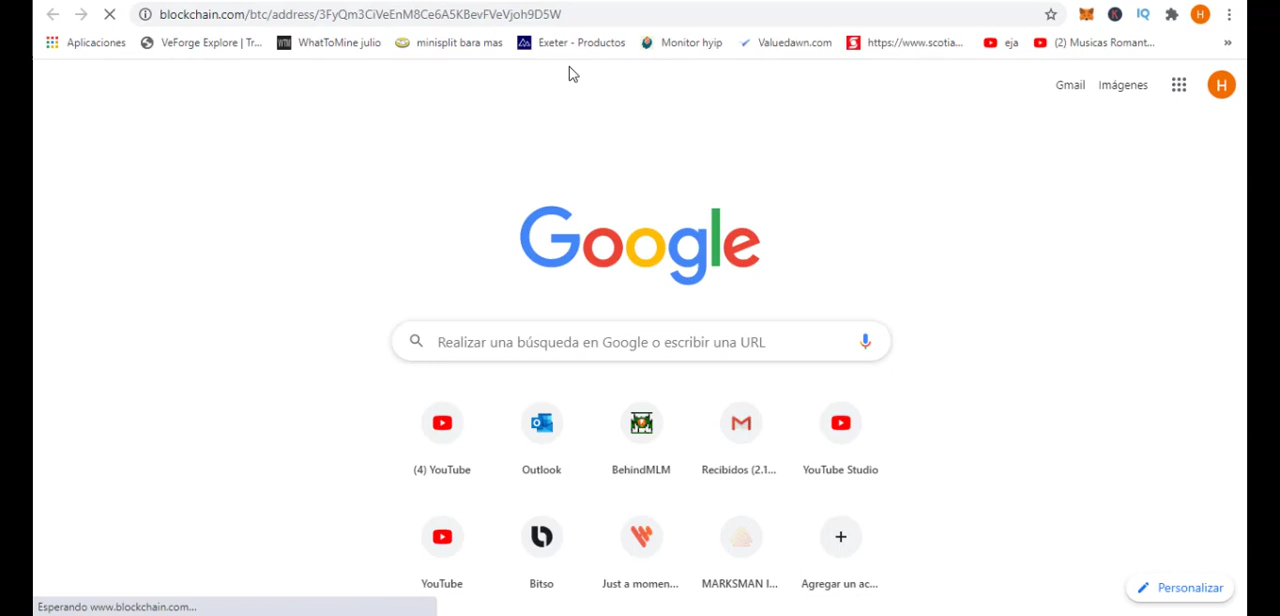 blockchain.com/btc/address/3FyQm3CiVeEnM8Ce6A5KBevFVeVjoh9D5W
H
Aplicaciones VeForge Explore | Tr... WTM WhatToMine julio minisplit bara mas Exeter - Productos Monitor hyip Valuedawn.com https://www.scotia... eja (2) Musicas Romant... »
Gmail Imágenes H
Google
Realizar una búsqueda en Google o escribir una URL
(4) YouTube Outlook BehindMLM Recibidos (2.1... YouTube Studio
YouTube Bitso Just a momen... MARKSMAN I... Agregar un ac...
Personalizar
Esperando www.blockchain.com...